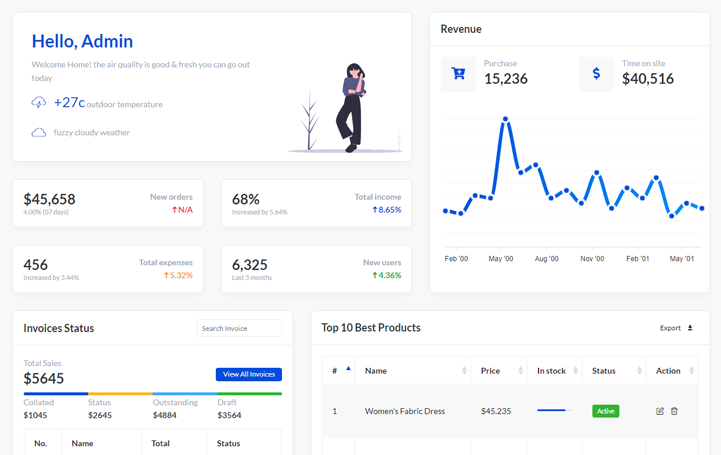 Hello, Admin
Welcome Home! the air quality is good & fresh you can go out
today
+27c outdoor temperature
fuzzy cloudy weather
Revenue
Purchase
15,236
Time on site
$40,516
Feb '00
May '00
Aug '00
Nov '00
Feb '01
May '01
$45,658
4.00% (07 days)
New orders
N/A
68%
Increased by 5.64%
Total income
8.65%
456
Increased by 3.44%
Total expenses
5.32%
6,325
Last 3 months
New users
4.36%
Invoices Status
Search Invoice
Total Sales
$5645
View All Invoices
Collated
$1045
Status
$2645
Outstanding
$4884
Draft
$3564
No. Name Total Status
Top 10 Best Products
Export
# Name Price In stock Status Action
1 Women's Fabric Dress $45.235 Active